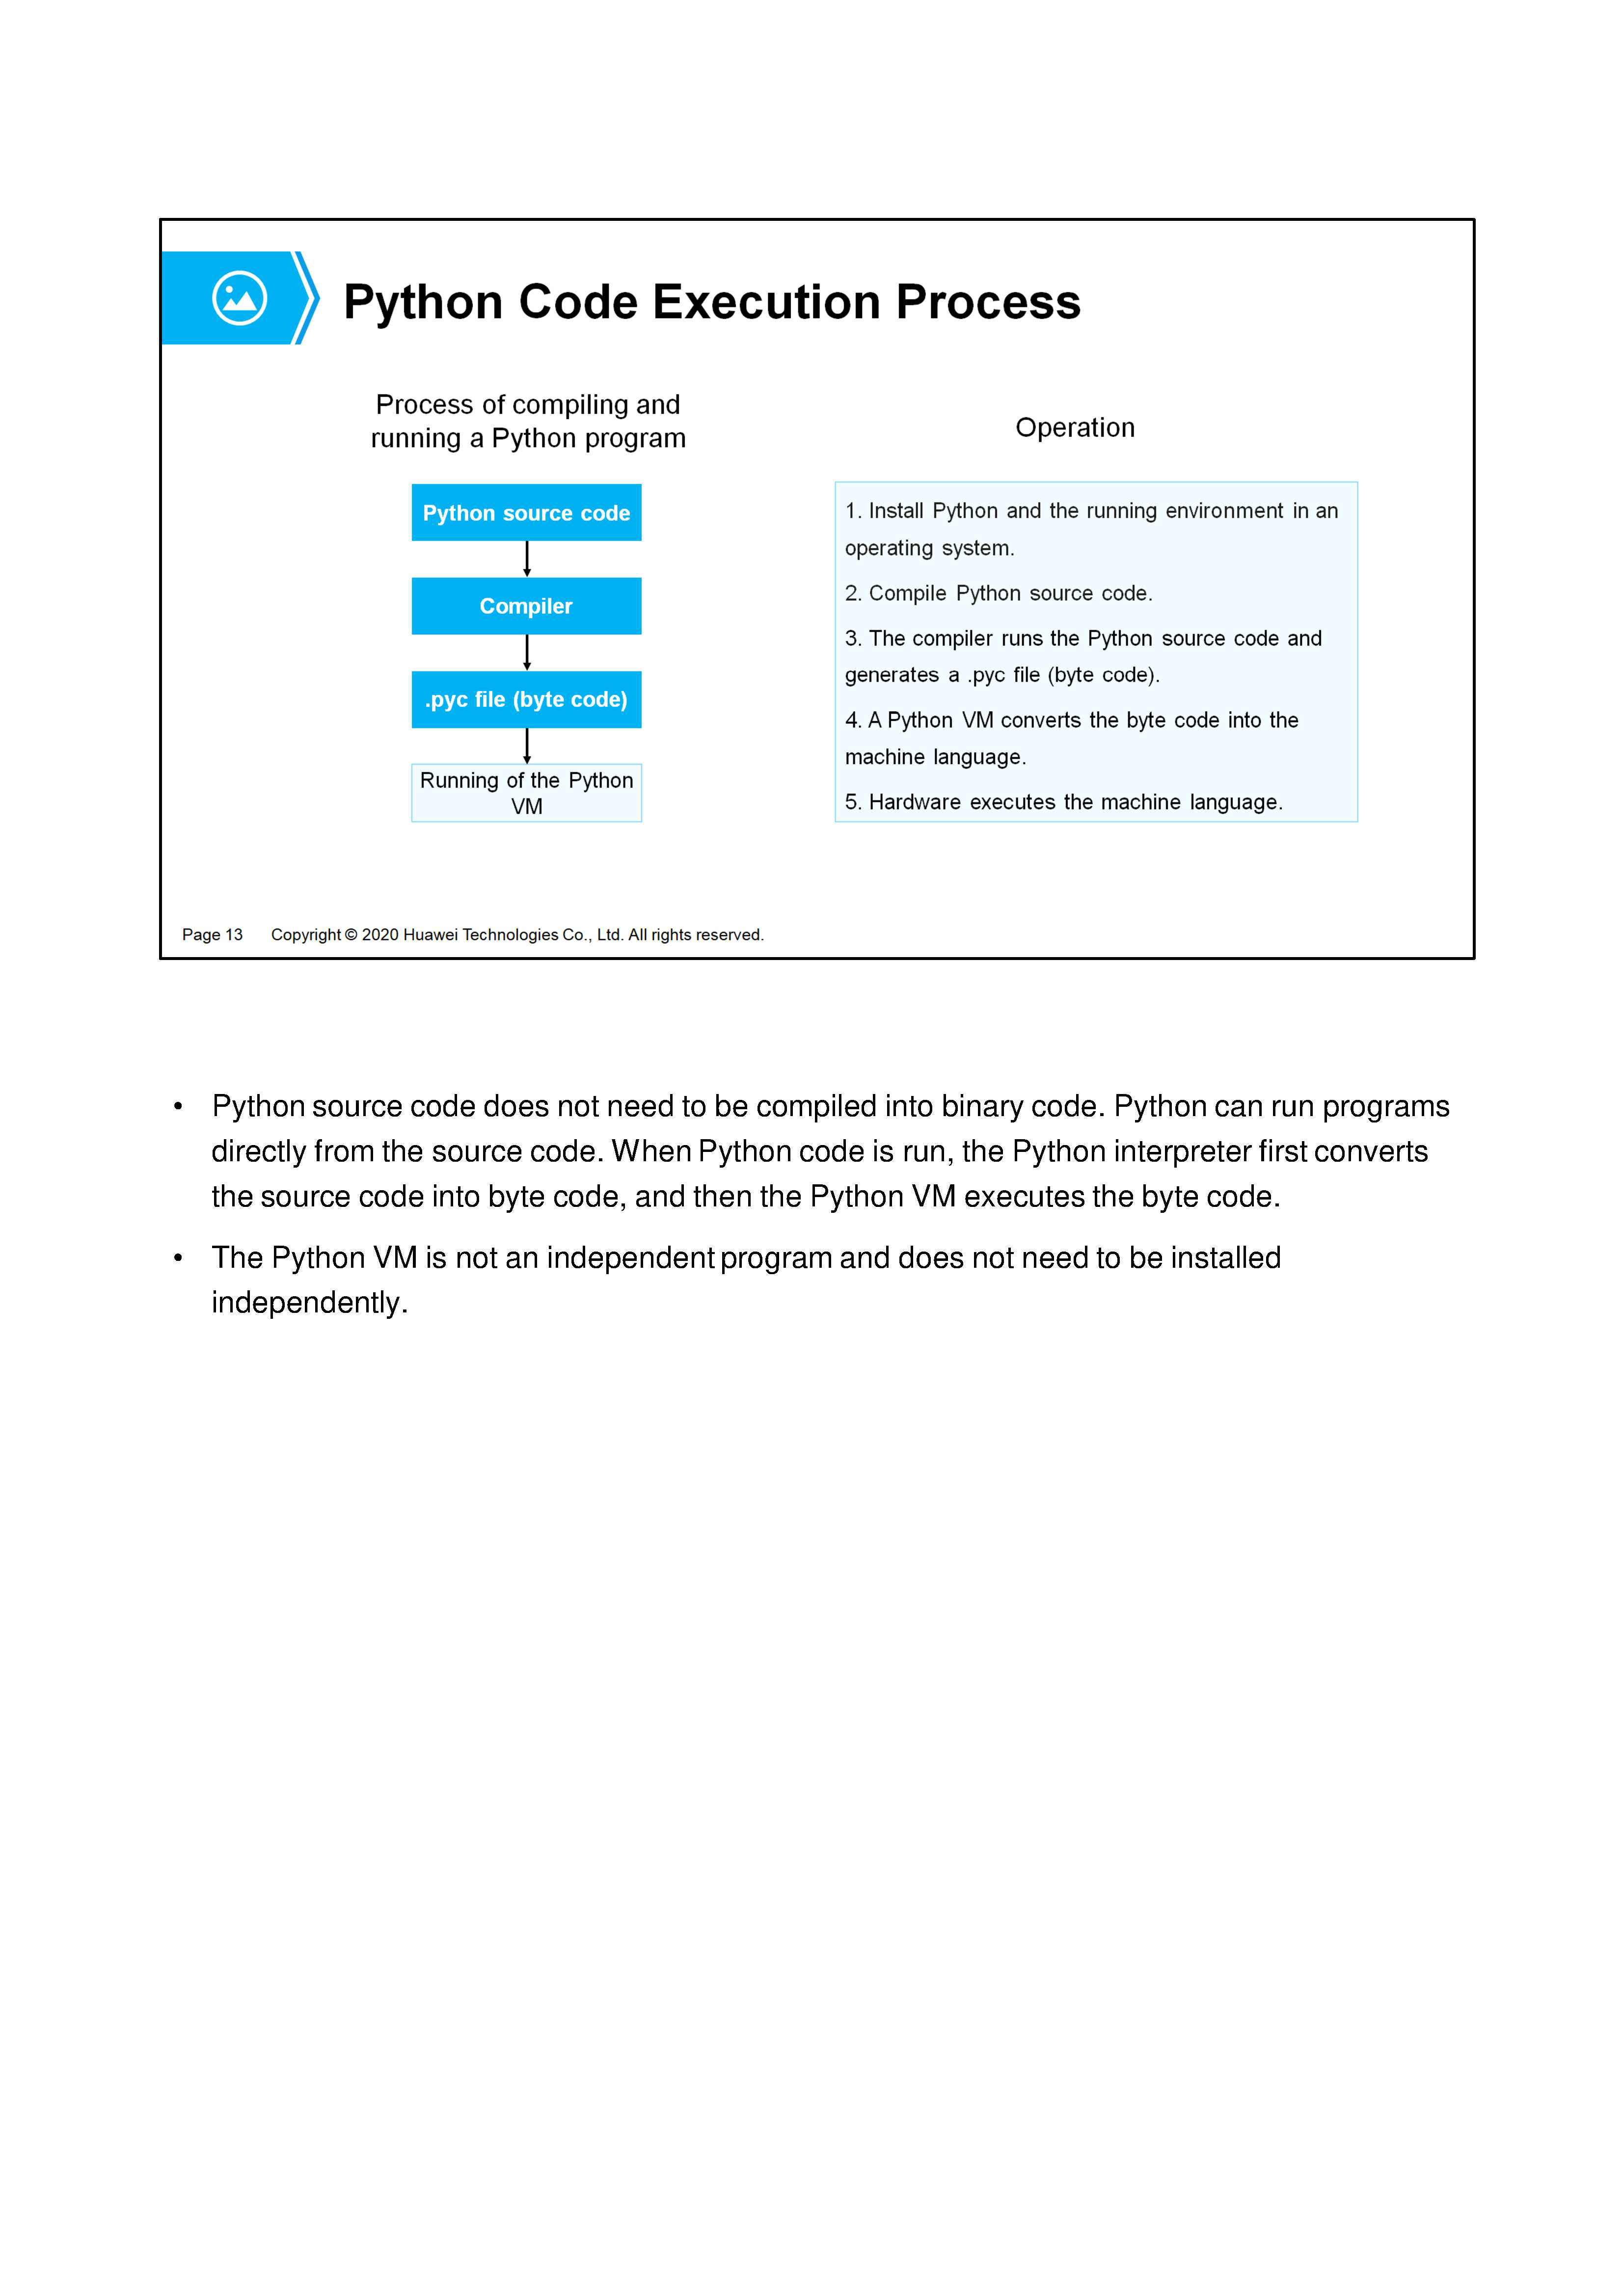 Python Code Execution Process
Process of compiling and
running a Python program
Python source code
Compiler
.pyc file (byte code)
Running of the Python
VM
Operation
1. Install Python and the running environment in an
operating system.
2. Compile Python source code.
3. The compiler runs the Python source code and
generates a .pyc file (byte code).
4. A Python VM converts the byte code into the
machine language.
5. Hardware executes the machine language.
Page 13 Copyright © 2020 Huawei Technologies Co., Ltd. All rights reserved.
• Python source code does not need to be compiled into binary code. Python can run programs
directly from the source code. When Python code is run, the Python interpreter first converts
the source code into byte code, and then the Python VM executes the byte code.
• The Python VM is not an independent program and does not need to be installed
independently.